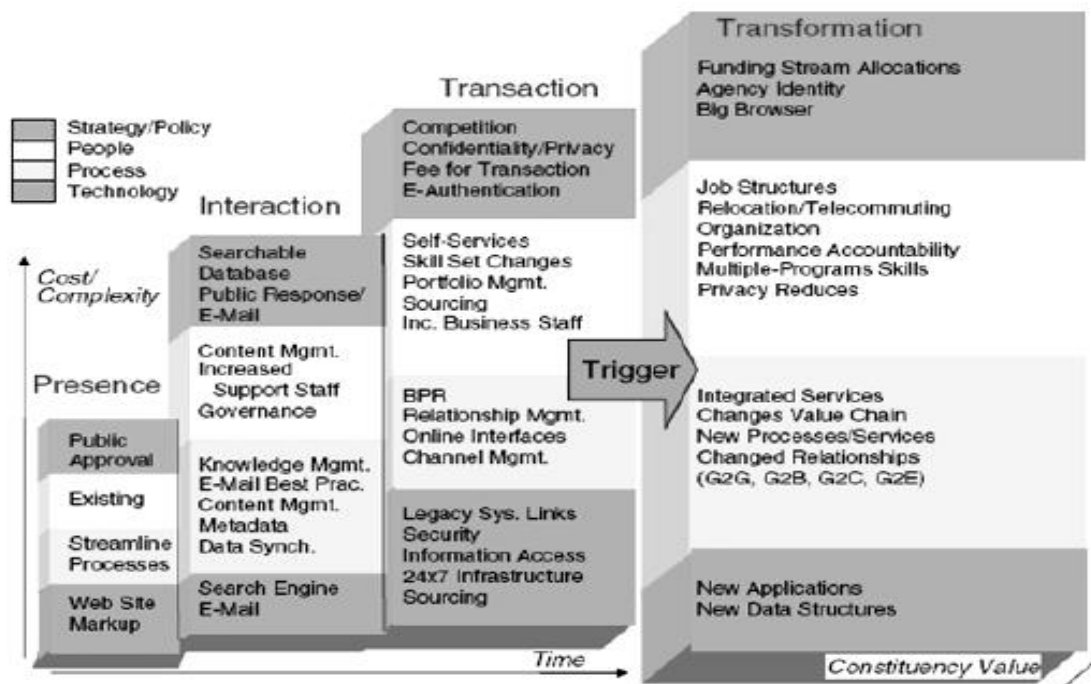 Transformation
Funding Stream Allocations
Agency Identity
Big Browser
Job Structures
Relocation/Telecommuting
Organization
Performance Accountability
Multiple-Programs Skills
Privacy Reduces
Integrated Services
Changes Value Chain
New Processes/Services
Changed Relationships
(G2G, G2B, G2C, G2E)
New Applications
New Data Structures
Transaction
Competition
Confidentiality/Privacy
Fee for Transaction
E-Authentication
Self-Services
Skill Set Changes
Portfolio Mgmt.
Sourcing
Inc. Business Staff
BPR
Relationship Mgmt.
Online Interfaces
Channel Mgmt.
Legacy Sys. Links
Security
Information Access
24x7 Infrastructure
Sourcing
Trigger
Strategy/Policy
People
Process
Technology
Interaction
Searchable
Database
Public Response/
E-Mail
Content Mgmt.
Increased
Support Staff
Governance
Knowledge Mgmt.
E-Mail Best Prac.
Content Mgmt.
Metadata
Data Synch.
Search Engine
E-Mail
Cost/
Complexity
Presence
Public
Approval
Existing
Streamline
Processes
Web Site
Markup
Time
Constituency Value